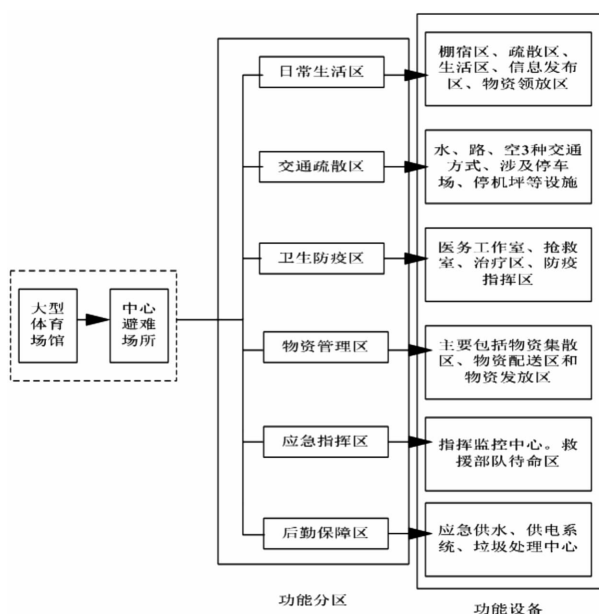 日常生活区
棚宿区、疏散区、
生活区、信息发布
区、物资领放区
交通疏散区
水、路、空3种交通
方式、涉及停车
场、停机坪等设施
卫生防疫区
医务工作室、抢救
室、治疗区、防疫
指挥区
大型
体育
场馆
中心
避难
场所
物资管理区
主要包括物资集散
区、物资配送区和
物资发放区
应急指挥区
指挥监控中心。救
援部队待命区
后勤保障区
应急供水、供电系
统、垃圾处理中心
功能分区
功能设备